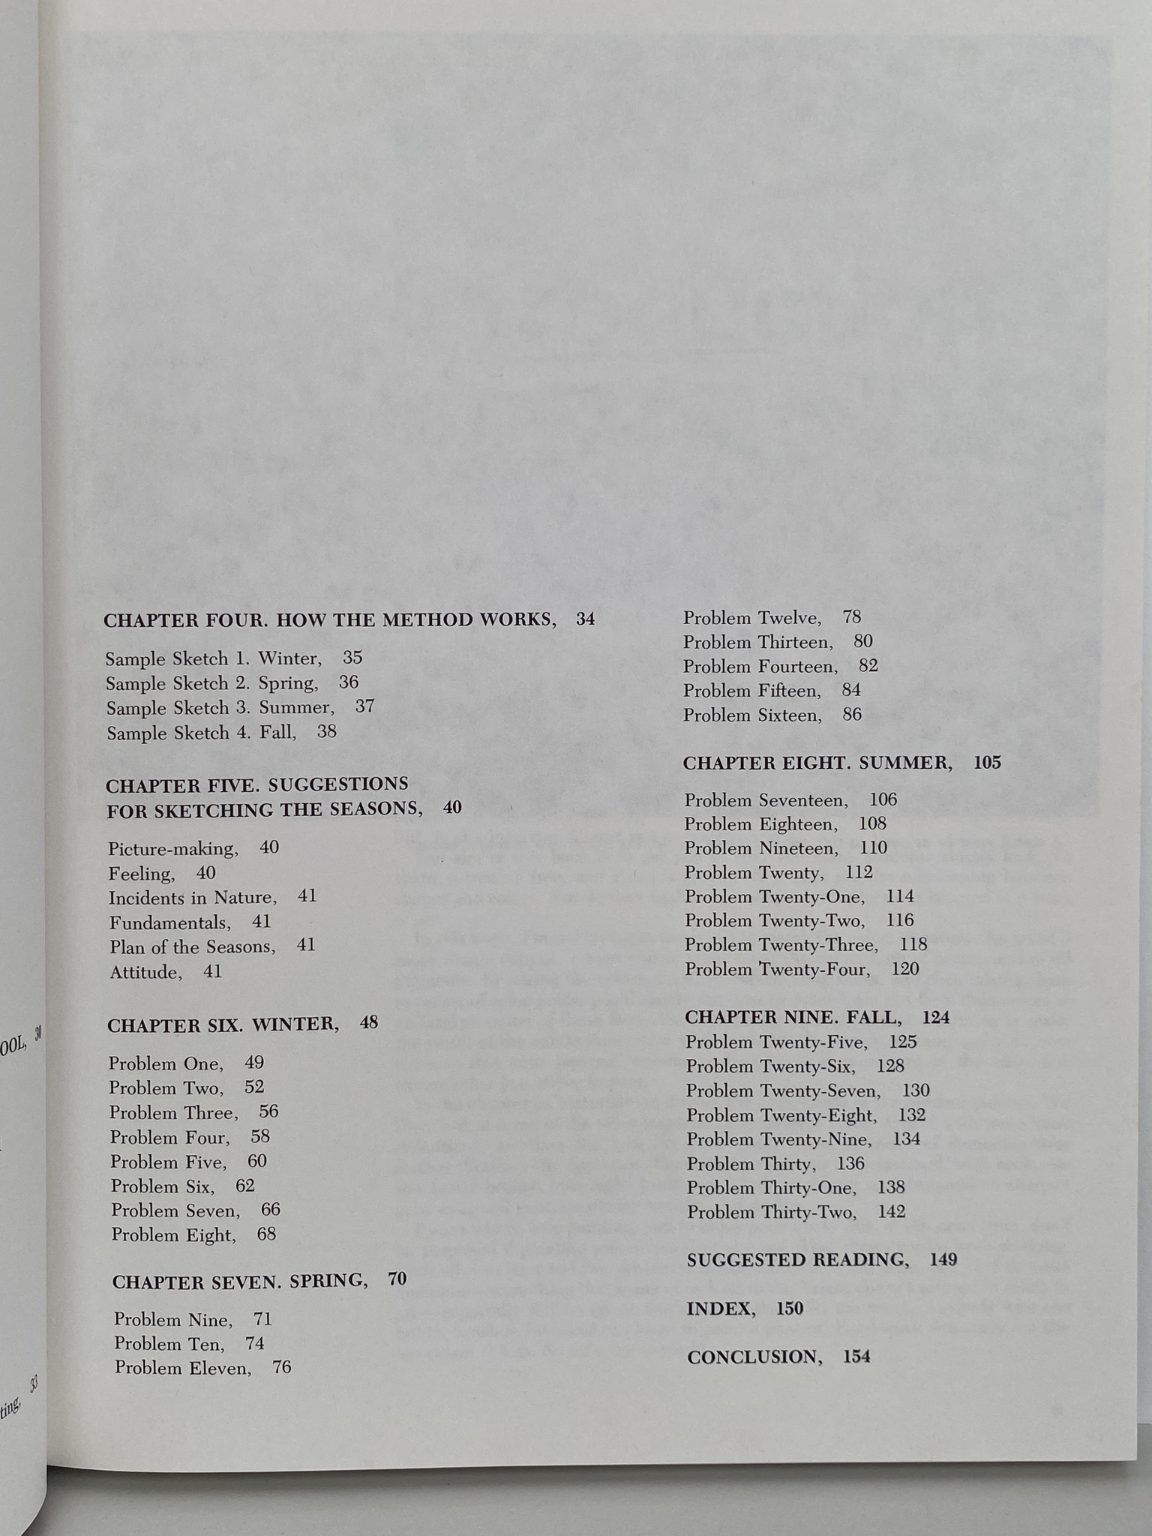 OOL, 30
ting, 33
CHAPTER FOUR. HOW THE METHOD WORKS, 34
Sample Sketch 1. Winter, 35
Sample Sketch 2. Spring, 36
Sample Sketch 3. Summer, 37
Sample Sketch 4. Fall, 38
CHAPTER FIVE. SUGGESTIONS
FOR SKETCHING THE SEASONS, 40
Picture-making, 40
Feeling, 40
Incidents in Nature, 41
Fundamentals, 41
Plan of the Seasons, 41
Attitude, 41
CHAPTER SIX. WINTER, 48
Problem One, 49
Problem Two, 52
Problem Three, 56
Problem Four, 58
Problem Five, 60
Problem Six, 62
Problem Seven, 66
Problem Eight, 68
CHAPTER SEVEN. SPRING, 70
Problem Nine, 71
Problem Ten, 74
Problem Eleven, 76
Problem Twelve, 78
Problem Thirteen, 80
Problem Fourteen, 82
Problem Fifteen, 84
Problem Sixteen, 86
CHAPTER EIGHT. SUMMER, 105
Problem Seventeen, 106
Problem Eighteen, 108
Problem Nineteen, 110
Problem Twenty, 112
Problem Twenty-One, 114
Problem Twenty-Two, 116
Problem Twenty-Three, 118
Problem Twenty-Four, 120
CHAPTER NINE. FALL, 124
Problem Twenty-Five, 125
Problem Twenty-Six, 128
Problem Twenty-Seven, 130
Problem Twenty-Eight, 132
Problem Twenty-Nine, 134
Problem Thirty, 136
Problem Thirty-One, 138
Problem Thirty-Two, 142
SUGGESTED READING, 149
INDEX, 150
CONCLUSION, 154